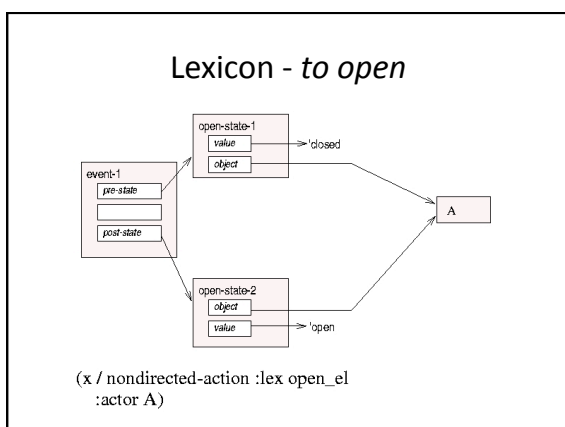 Lexicon - to open
open-state-1
value
'closed
object
event-1
pre-state
post-state
A
open-state-2
object
value
'open
(x / nondirected-action :lex open_el
:actor A)